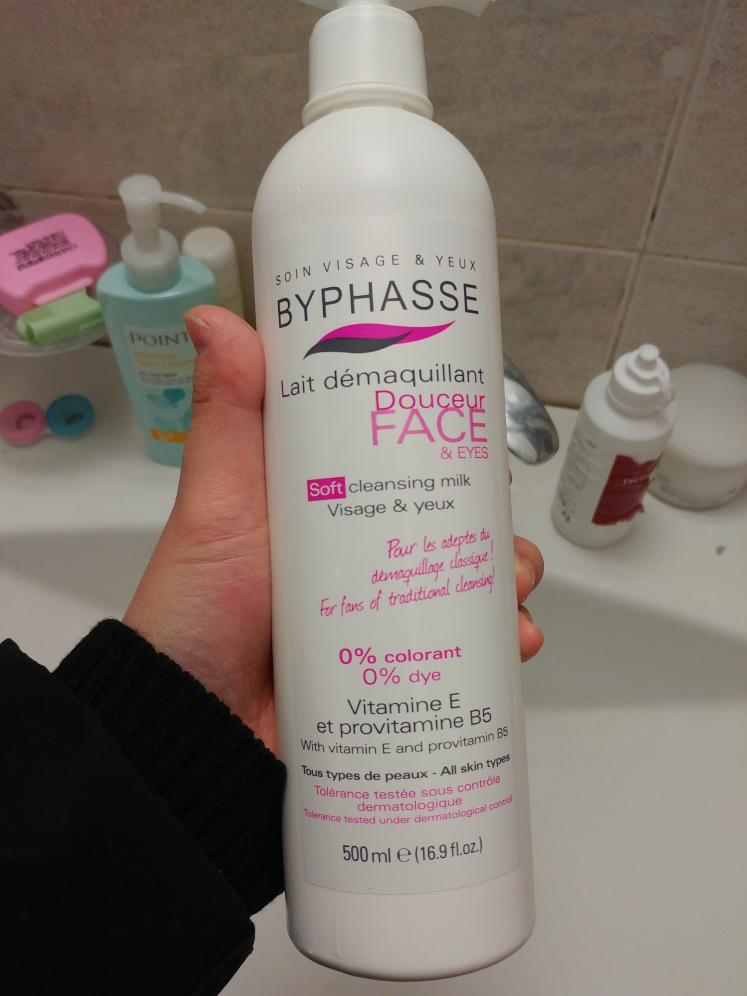 SOIN VISAGE & YEUX
BYPHASSE
Lait démaquillant
Douceur
FACE
& EYES
Soft cleansing milk
Visage & yeux
Pour les adeptes du
démaquillage classique!
For fans of traditional cleansing!
0% colorant
0% dye
Vitamine E
et provitamine B5
With vitamin E and provitamin B5
Tous types de peaux - All skin types
Tolérance testée sous contrôle
dermatologique
Tolerance tested under dermatological control
500 ml ℮ (16.9 fl.oz.)
POINT